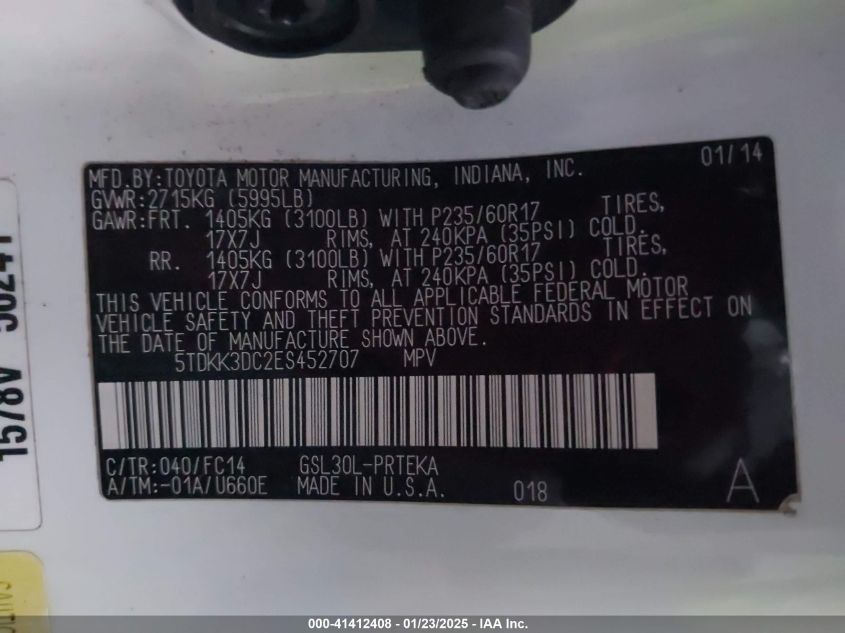 MFD.BY:TOYOTA MOTOR MANUFACTURING, INDIANA, INC. 01/14
GVWR:2715KG (5995LB)
GAWR:FRT. 1405KG (3100LB) WITH P235/60R17 TIRES,
17X7J RIMS, AT 240KPA (35PSI) COLD.
RR. 1405KG (3100LB) WITH P235/60R17 TIRES,
17X7J RIMS, AT 240KPA (35PSI) COLD.
THIS VEHICLE CONFORMS TO ALL APPLICABLE FEDERAL MOTOR
VEHICLE SAFETY AND THEFT PREVENTION STANDARDS IN EFFECT ON
THE DATE OF MANUFACTURE SHOWN ABOVE.
5TDKK3DC2ES452707 MPV
C/TR:040/FC14 GSL30L-PRTEKA
A/TM:-01A/U660E MADE IN U.S.A. 018 A
1578V
000-41412408 - 01/23/2025 - IAA Inc.